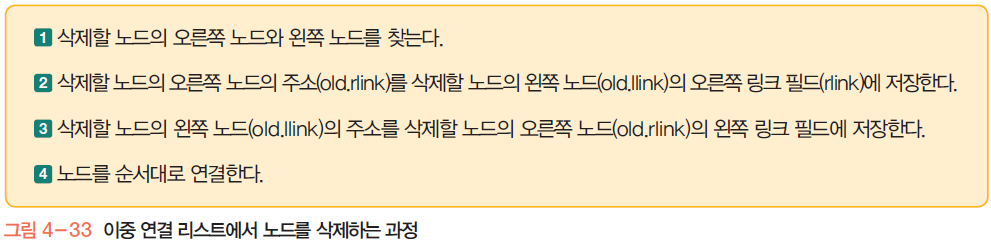 1 삭제할 노드의 오른쪽 노드와 왼쪽 노드를 찾는다.
2 삭제할 노드의 오른쪽 노드의 주소(old.rlink)를 삭제할 노드의 왼쪽 노드(old.llink)의 오른쪽 링크 필드(rlink)에 저장한다.
3 삭제할 노드의 왼쪽 노드(old.llink)의 주소를 삭제할 노드의 오른쪽 노드(old.rlink)의 왼쪽 링크 필드에 저장한다.
4 노드를 순서대로 연결한다.
그림 4-33 이중 연결 리스트에서 노드를 삭제하는 과정